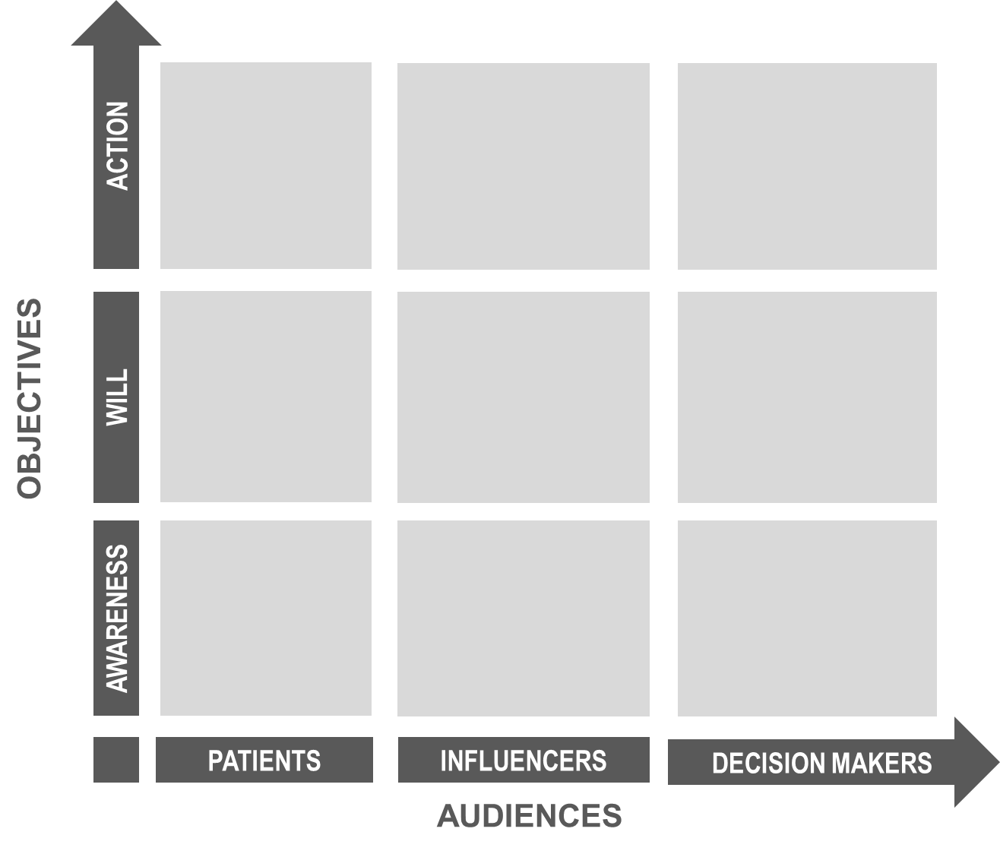 ACTION
WILL
OBJECTIVES
AWARENESS
PATIENTS
INFLUENCERS
DECISION MAKERS
AUDIENCES